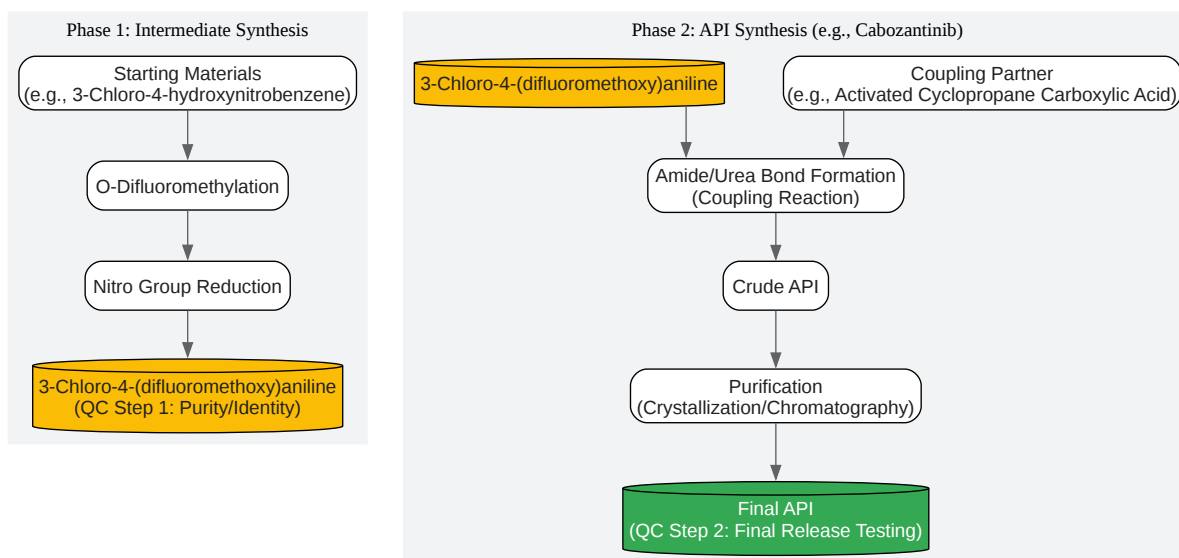 Phase 1: Intermediate Synthesis
Starting Materials
(e.g., 3-Chloro-4-hydroxynitrobenzene)
O-Difluoromethylation
Nitro Group Reduction
3-Chloro-4-(difluoromethoxy)aniline
(QC Step 1: Purity/Identity)
Phase 2: API Synthesis (e.g., Cabozantinib)
3-Chloro-4-(difluoromethoxy)aniline
Coupling Partner
(e.g., Activated Cyclopropane Carboxylic Acid)
Amide/Urea Bond Formation
(Coupling Reaction)
Crude API
Purification
(Crystallization/Chromatography)
Final API
(QC Step 2: Final Release Testing)